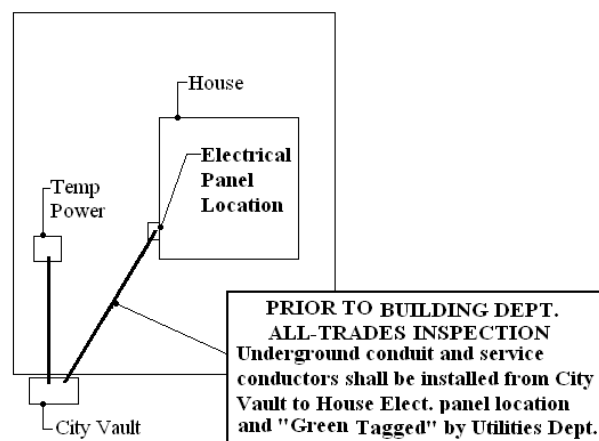 House
Electrical
Panel
Location
Temp
Power
PRIOR TO BUILDING DEPT.
ALL-TRADES INSPECTION
Underground conduit and service
conductors shall be installed from City
Vault to House Elect. panel location
and "Green Tagged" by Utilities Dept.
City Vault